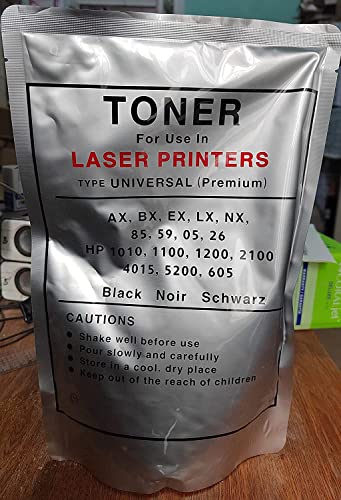 TONER
For Use In
LASER PRINTERS
TYPE UNIVERSAL (Premium)
AX, BX, EX, LX, NX,
85, 59, 05, 26
HP 1010, 1100, 1200, 2100
4015, 5200, 605
Black Noir Schwarz
CAUTIONS
● Shake well before use
● Pour slowly and carefully
● Store in a cool. dry place
● Keep out of the reach of children